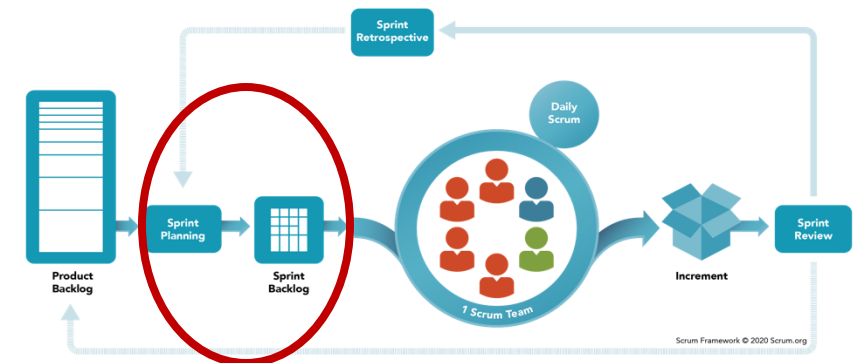 Sprint
Retrospective
Daily
Scrum
Sprint
Planning
Sprint
Review
Product
Backlog
Sprint
Backlog
Increment
1 Scrum Team
Scrum Framework © 2020 Scrum.org